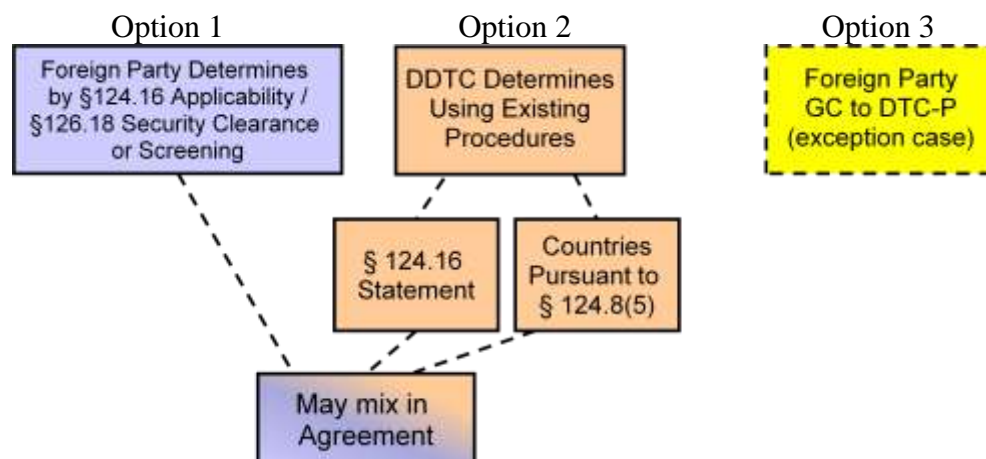 Option 1
Foreign Party Determines
by §124.16 Applicability /
§126.18 Security Clearance
or Screening
Option 2
DDTC Determines
Using Existing
Procedures
Option 3
Foreign Party
GC to DTC-P
(exception case)
§ 124.16
Statement
Countries
Pursuant to
§ 124.8(5)
May mix in
Agreement